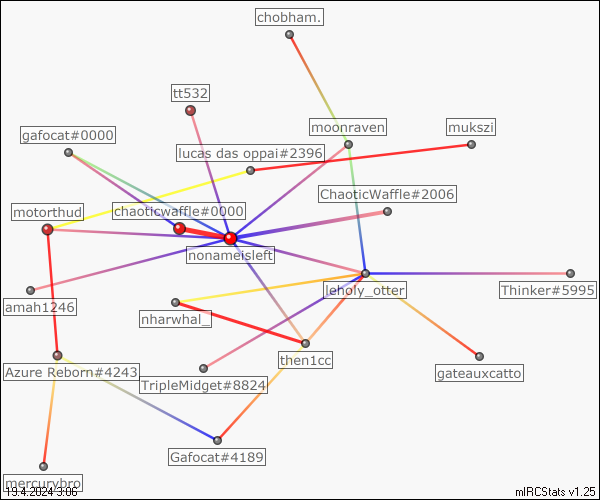 chobham.
tt532
moonraven
mukszi
gafocat#0000
lucas das oppai#2396
ChaoticWaffle#2006
motorthud
chaoticwaffle#0000
nonameisleft
amah1246
leholy_otter
Thinker#5995
nharwhal_
then1cc
Azure Reborn#4243
TripleMidget#8824
gateauxcatto
Gafocat#4189
mercurybro
19.4.2024 3:06
mIRCStats v1.25